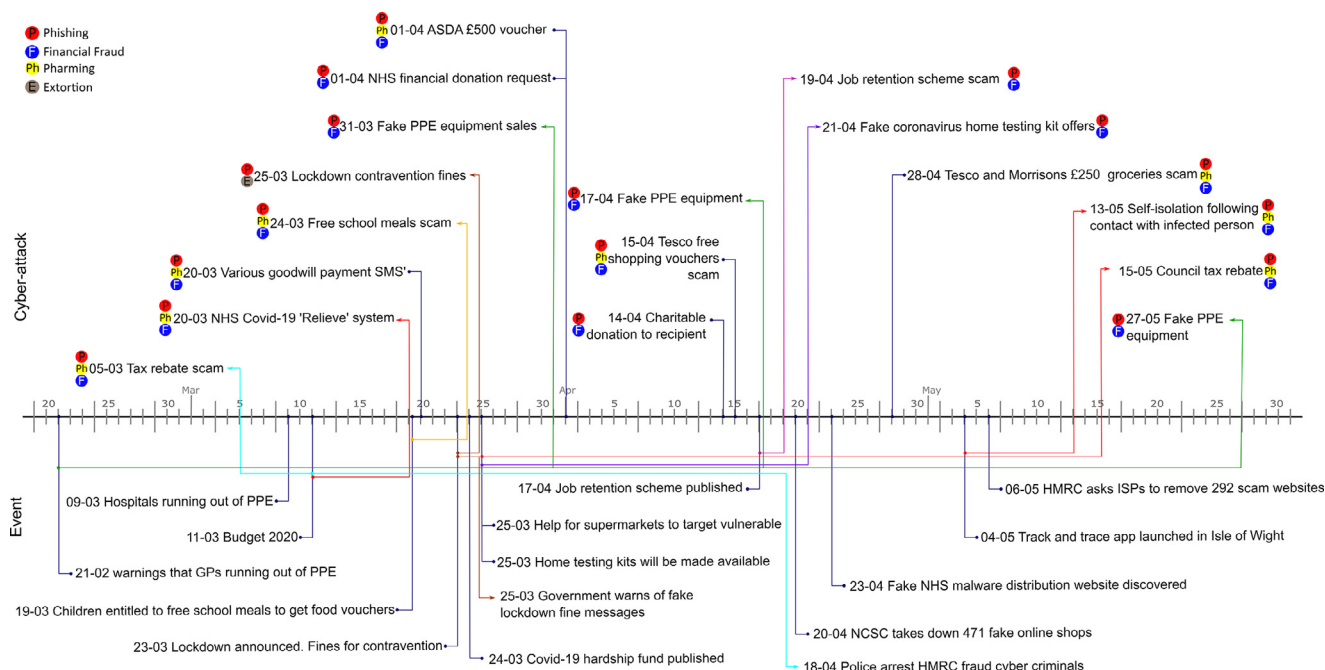 P Phishing
F Financial Fraud
Ph Pharming
E Extortion
Cyber-attack
Event
P
Ph
F
01-04 ASDA £500 voucher
P
F
01-04 NHS financial donation request
P
F
31-03 Fake PPE equipment sales
P
E
25-03 Lockdown contravention fines
P
Ph
F
24-03 Free school meals scam
P
Ph
F
20-03 Various goodwill payment SMS'
P
Ph
F
20-03 NHS Covid-19 'Relieve' system
P
Ph
F
05-03 Tax rebate scam
P
F
17-04 Fake PPE equipment
P
Ph
F
15-04 Tesco free
shopping vouchers
scam
P
F
14-04 Charitable
donation to recipient
19-04 Job retention scheme scam
P
F
21-04 Fake coronavirus home testing kit offers
P
F
28-04 Tesco and Morrisons £250 groceries scam
P
Ph
F
13-05 Self-isolation following
contact with infected person
P
Ph
F
15-05 Council tax rebate
P
Ph
F
P
F
27-05 Fake PPE
equipment
Mar Apr May
20 25 5 10 15 20 25 30 5 10 15 20 25 30 5 10 15 20 25 30
09-03 Hospitals running out of PPE
11-03 Budget 2020
21-02 warnings that GPs running out of PPE
19-03 Children entitled to free school meals to get food vouchers
23-03 Lockdown announced. Fines for contravention
17-04 Job retention scheme published
25-03 Help for supermarkets to target vulnerable
25-03 Home testing kits will be made available
25-03 Government warns of fake
lockdown fine messages
24-03 Covid-19 hardship fund published
06-05 HMRC asks ISPs to remove 292 scam websites
04-05 Track and trace app launched in Isle of Wight
23-04 Fake NHS malware distribution website discovered
20-04 NCSC takes down 471 fake online shops
18-04 Police arrest HMRC fraud cyber criminals